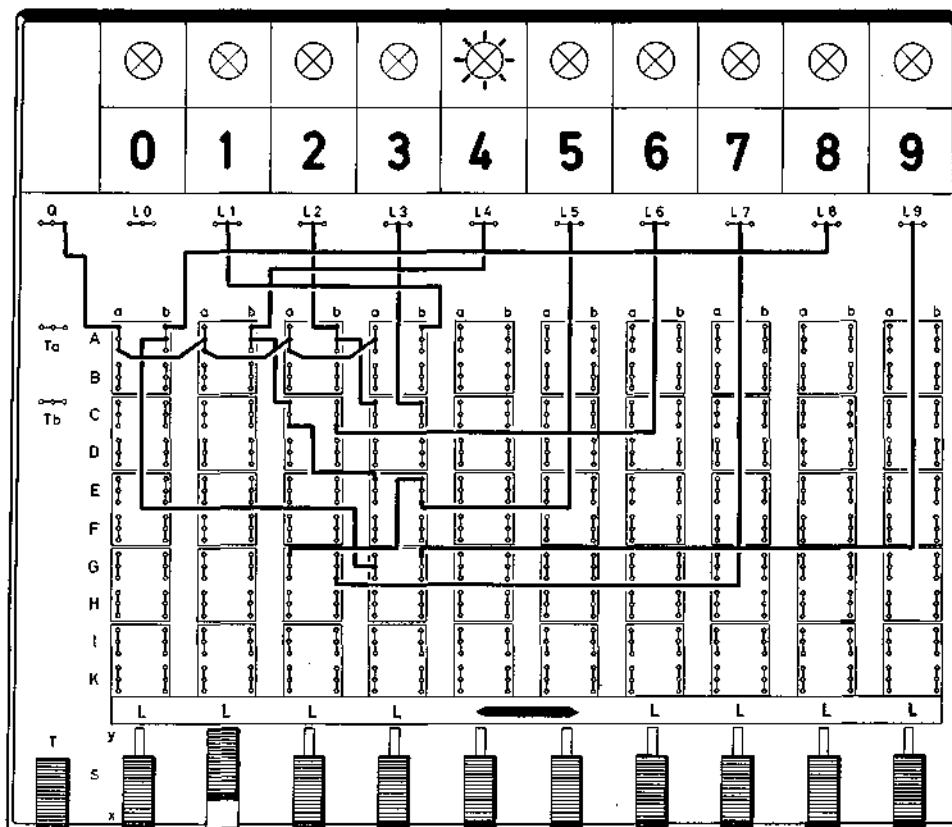 0 1 2 3 4 5 6 7 8 9
Q L0 L1 L2 L3 L4 L5 L6 L7 L8 L9
a b a b a b a b a b a b a b a b a b a b
Ta A
B
Tb C
D
E
F
G
H
I
K
L L L L L L L L
T y
S
x